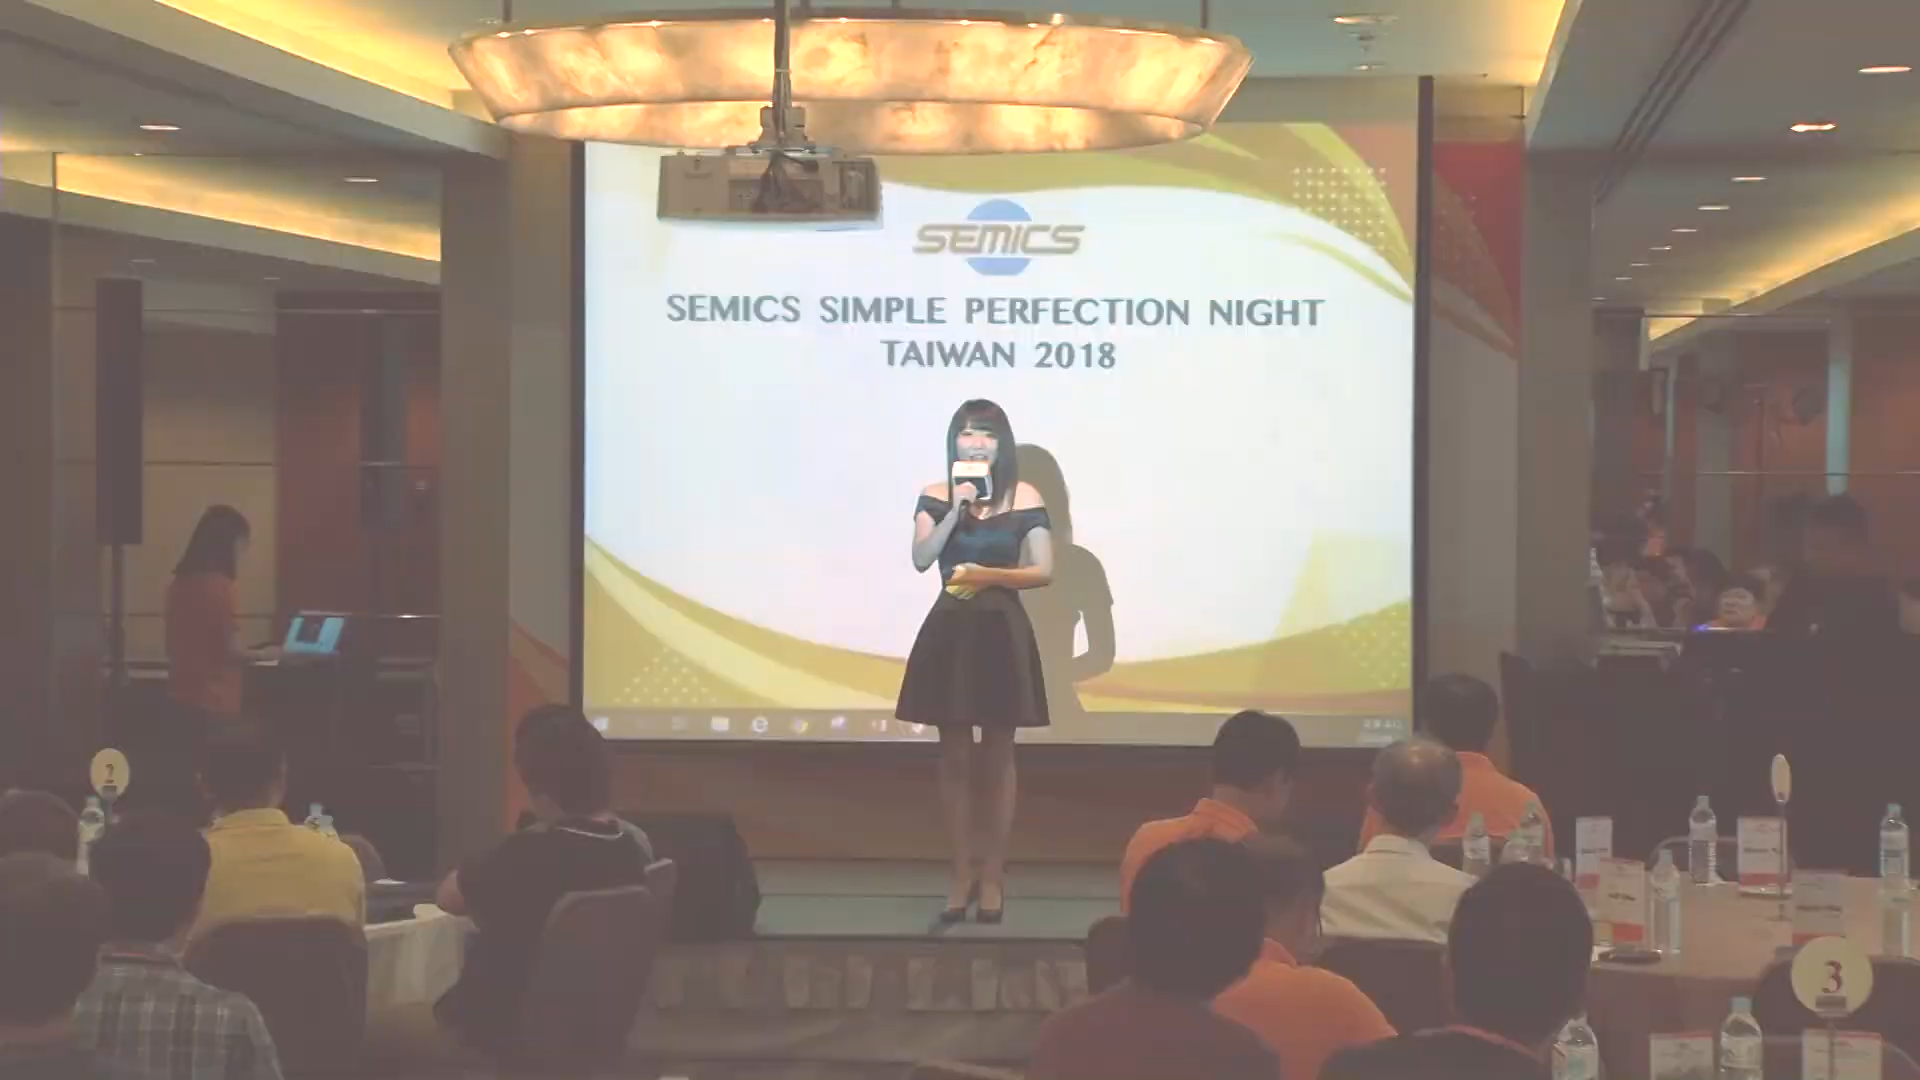 SEMICS
SEMICS SIMPLE PERFECTION NIGHT
TAIWAN 2018
2
3